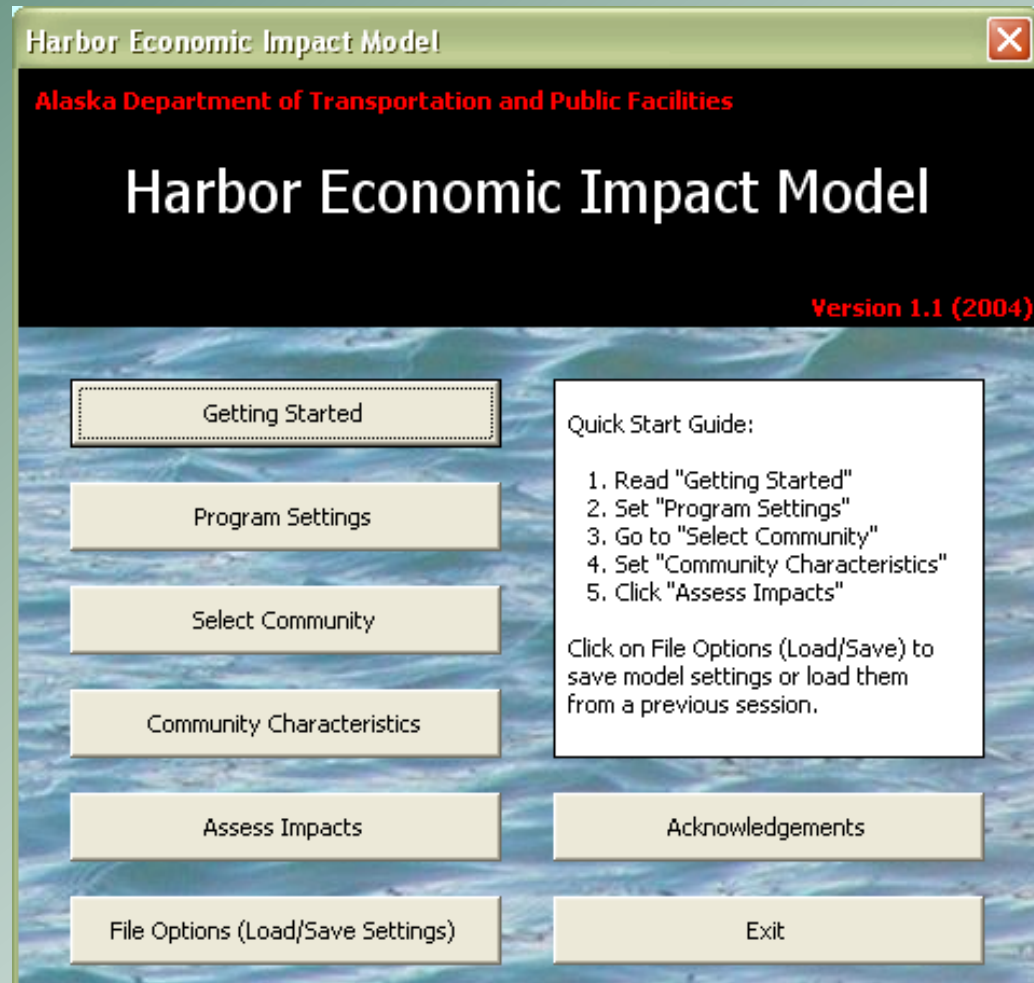 Harbor Economic Impact Model
Alaska Department of Transportation and Public Facilities
Harbor Economic Impact Model
Version 1.1 (2004)
Getting Started
Program Settings
Select Community
Community Characteristics
Assess Impacts
File Options (Load/Save Settings)
Quick Start Guide:
1. Read "Getting Started"
2. Set "Program Settings"
3. Go to "Select Community"
4. Set "Community Characteristics"
5. Click "Assess Impacts"
Click on File Options (Load/Save) to
save model settings or load them
from a previous session.
Acknowledgements
Exit